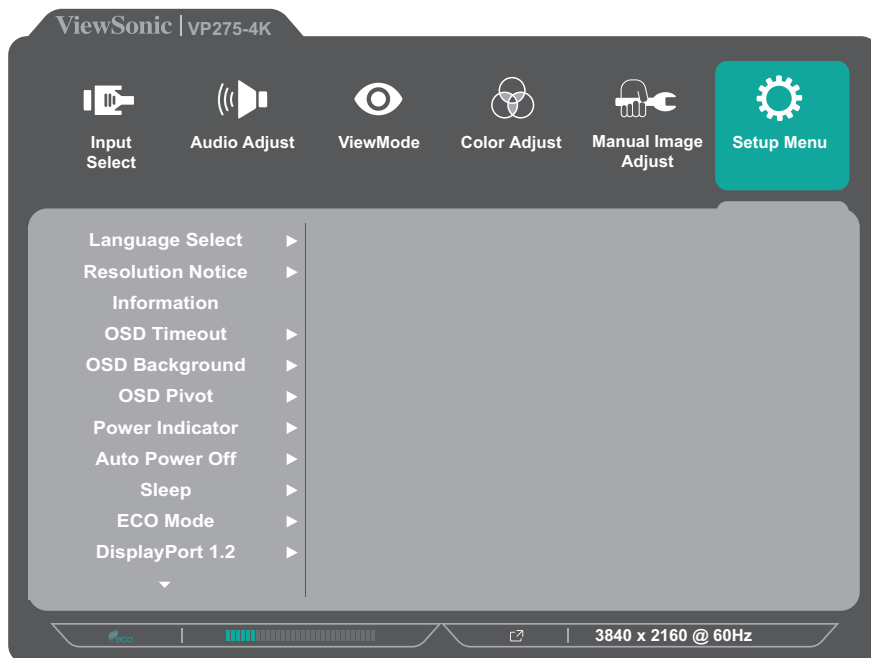 ViewSonic | VP275-4K
Input
Select
Audio Adjust
ViewMode
Color Adjust
Manual Image
Adjust
Setup Menu
Language Select
Resolution Notice
Information
OSD Timeout
OSD Background
OSD Pivot
Power Indicator
Auto Power Off
Sleep
ECO Mode
DisplayPort 1.2
eco
3840 x 2160 @ 60Hz